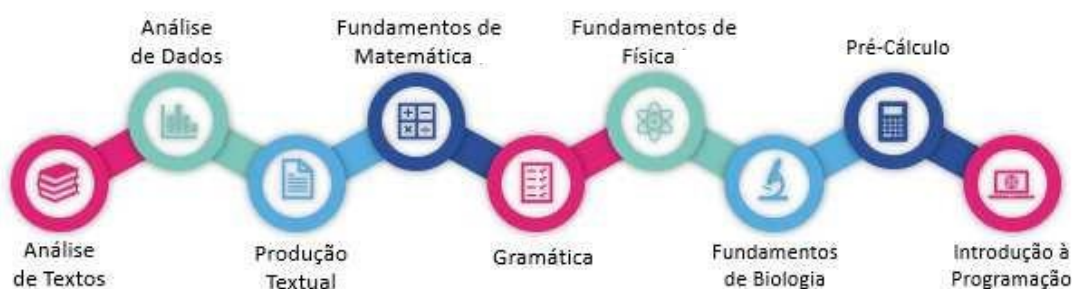 Análise
de Textos
Análise
de Dados
Produção
Textual
Fundamentos de
Matemática
Gramática
Fundamentos de
Física
Fundamentos
de Biologia
Pré-Cálculo
Introdução à
Programação